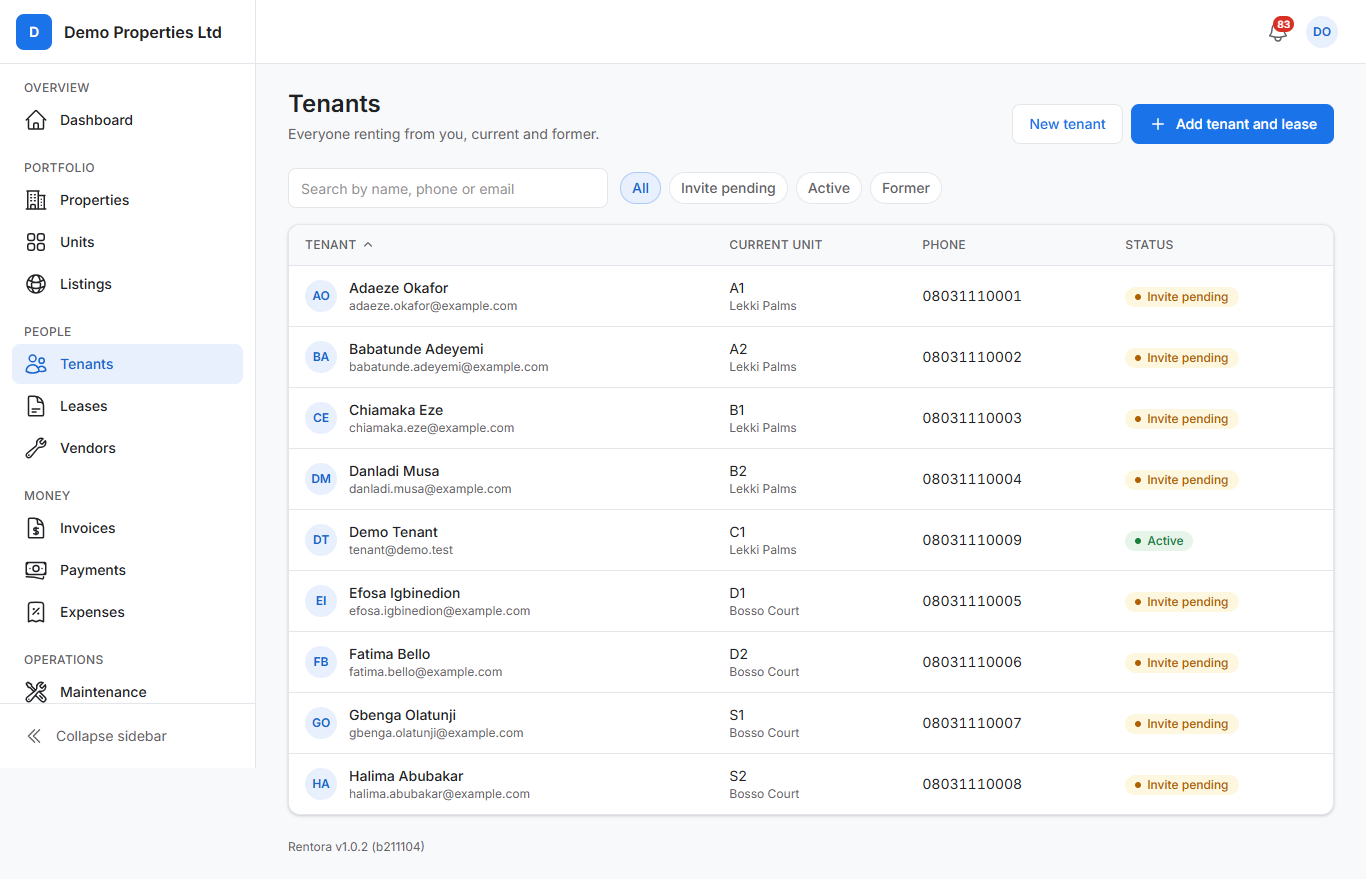 D Demo Properties Ltd
83
DO
OVERVIEW
Dashboard
PORTFOLIO
Properties
Units
Listings
PEOPLE
Tenants
Leases
Vendors
MONEY
Invoices
Payments
Expenses
OPERATIONS
Maintenance
Collapse sidebar
Tenants
Everyone renting from you, current and former.
New tenant
Add tenant and lease
Search by name, phone or email
All
Invite pending
Active
Former
TENANT CURRENT UNIT PHONE STATUS
AO Adaeze Okafor A1 08031110001 Invite pending
adaeze.okafor@example.com Lekki Palms
BA Babatunde Adeyemi A2 08031110002 Invite pending
babatunde.adeyemi@example.com Lekki Palms
CE Chiamaka Eze B1 08031110003 Invite pending
chiamaka.eze@example.com Lekki Palms
DM Danladi Musa B2 08031110004 Invite pending
danladi.musa@example.com Lekki Palms
DT Demo Tenant C1 08031110009 Active
tenant@demo.test Lekki Palms
EI Efosa Igbinedion D1 08031110005 Invite pending
efosa.igbinedion@example.com Bosso Court
FB Fatima Bello D2 08031110006 Invite pending
fatima.bello@example.com Bosso Court
GO Gbenga Olatunji S1 08031110007 Invite pending
gbenga.olatunji@example.com Bosso Court
HA Halima Abubakar S2 08031110008 Invite pending
halima.abubakar@example.com Bosso Court
Rentora v1.0.2 (b211104)